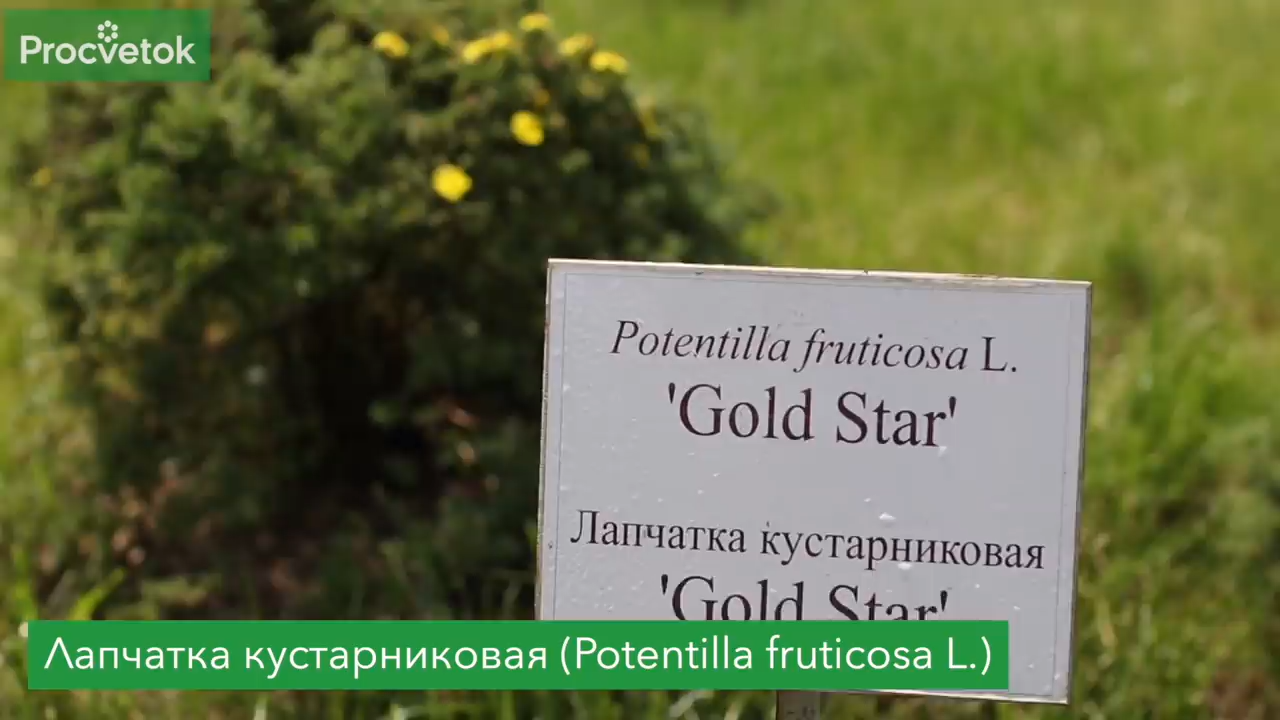 Procvetok
Potentilla fruticosa L.
'Gold Star'
Лапчатка кустарниковая
'Gold Star'
Лапчатка кустарниковая (Potentilla fruticosa L.)